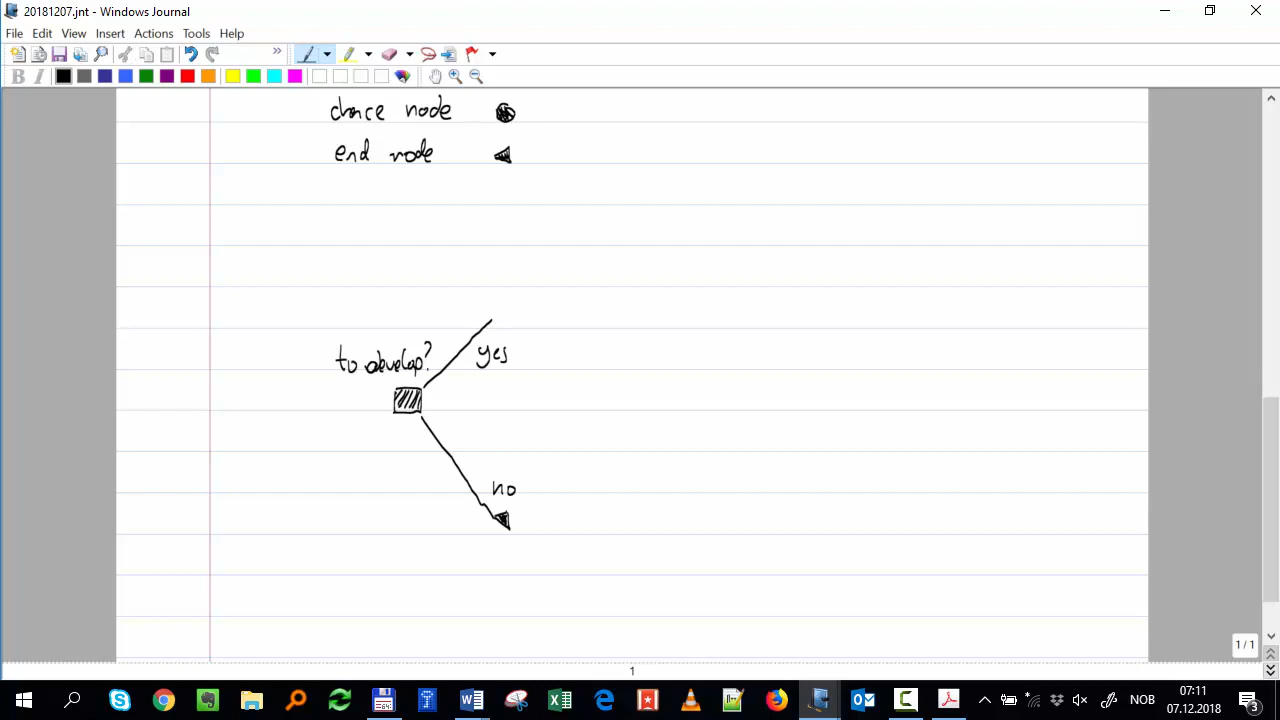 20181207.jnt - Windows Journal
File Edit View Insert Actions Tools Help
B I
chance node
end node
to develop?
yes
no
1 / 1
1
NOB
07:11
07.12.2018
3